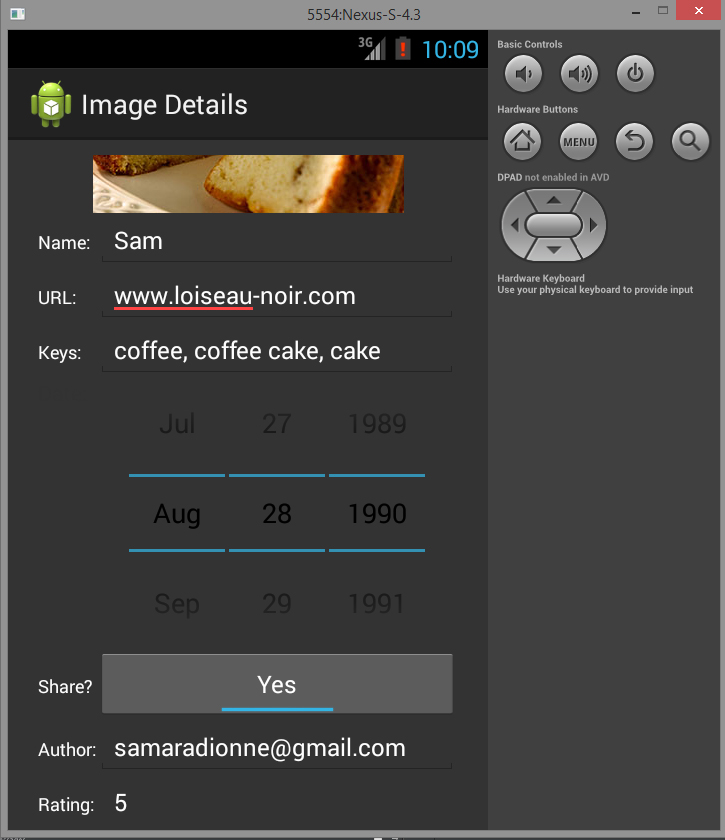 5554:Nexus-S-4.3
3G 10:09
Image Details
Name: Sam
URL: www.loiseau-noir.com
Keys: coffee, coffee cake, cake
Jul 27 1989
Aug 28 1990
Sep 29 1991
Share? Yes
Author: samaradionne@gmail.com
Rating: 5
Basic Controls
Hardware Buttons
MENU
DPAD not enabled in AVD
Hardware Keyboard
Use your physical keyboard to provide input